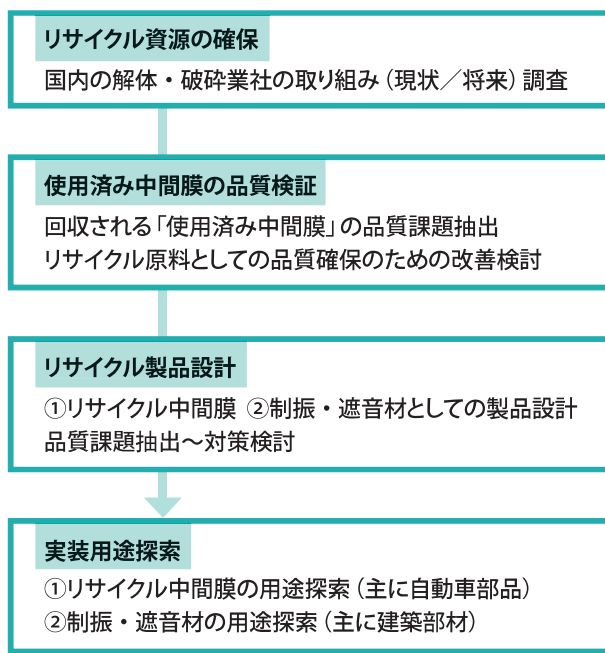 リサイクル資源の確保
国内の解体・破砕業社の取り組み（現状／将来）調査
使用済み中間膜の品質検証
回収される「使用済み中間膜」の品質課題抽出
リサイクル原料としての品質確保のための改善検討
リサイクル製品設計
①リサイクル中間膜 ②制振・遮音材としての製品設計
品質課題抽出～対策検討
実装用途探索
①リサイクル中間膜の用途探索（主に自動車部品）
②制振・遮音材の用途探索（主に建築部材）